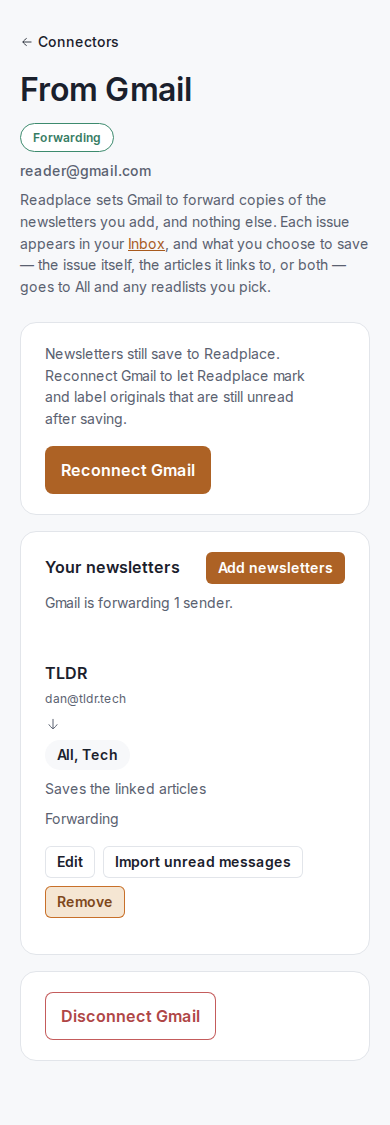 ← Connectors
From Gmail
Forwarding
reader@gmail.com
Readplace sets Gmail to forward copies of the
newsletters you add, and nothing else. Each issue
appears in your Inbox, and what you choose to save
— the issue itself, the articles it links to, or both —
goes to All and any readlists you pick.
Newsletters still save to Readplace.
Reconnect Gmail to let Readplace mark
and label originals that are still unread
after saving.
Reconnect Gmail
Your newsletters
Add newsletters
Gmail is forwarding 1 sender.
TLDR
dan@tldr.tech
↓
All, Tech
Saves the linked articles
Forwarding
Edit
Import unread messages
Remove
Disconnect Gmail